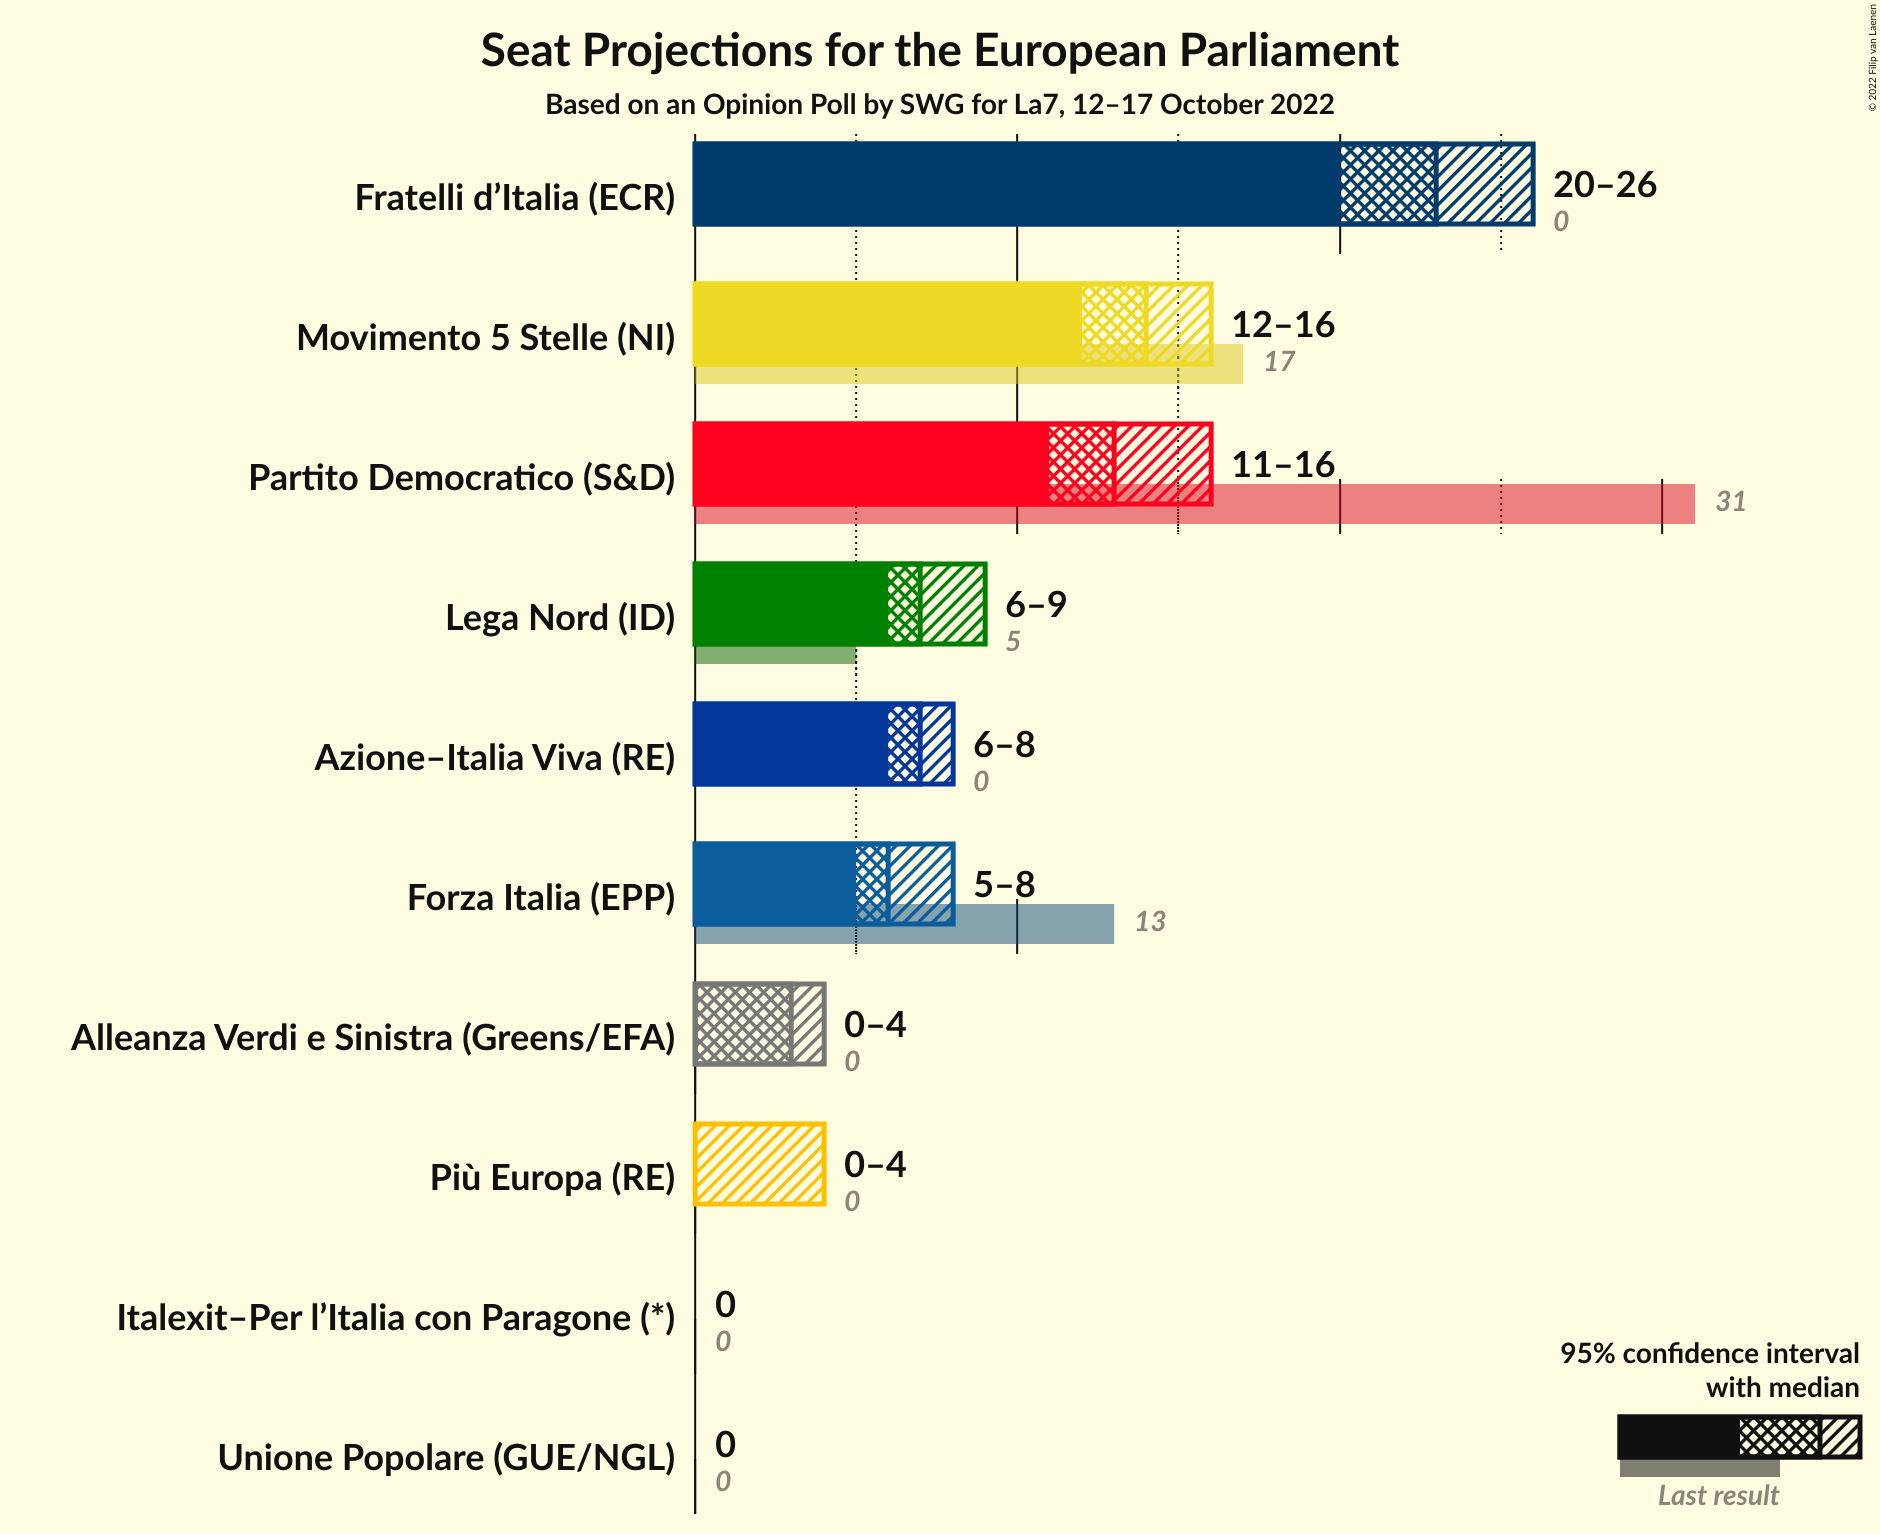 Seat Projections for the European Parliament
Based on an Opinion Poll by SWG for La7, 12–17 October 2022
© 2022 Filip van Laenen
Fratelli d’Italia (ECR)
20–26
0
Movimento 5 Stelle (NI)
12–16
17
Partito Democratico (S&D)
11–16
31
Lega Nord (ID)
6–9
5
Azione–Italia Viva (RE)
6–8
0
Forza Italia (EPP)
5–8
13
Alleanza Verdi e Sinistra (Greens/EFA)
0–4
0
Più Europa (RE)
0–4
0
Italexit–Per l’Italia con Paragone (*)
0
0
Unione Popolare (GUE/NGL)
0
0
95% confidence interval
with median
Last result